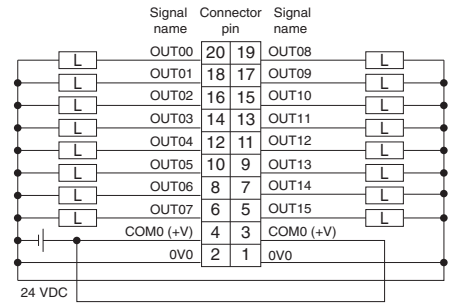 Signal name Connector pin Signal name
OUT00 20 19 OUT08
L L
OUT01 18 17 OUT09
L L
OUT02 16 15 OUT10
L L
OUT03 14 13 OUT11
L L
OUT04 12 11 OUT12
L L
OUT05 10 9 OUT13
L L
OUT06 8 7 OUT14
L L
OUT07 6 5 OUT15
L L
COM0 (+V) 4 3 COM0 (+V)
0V0 2 1 0V0
24 VDC